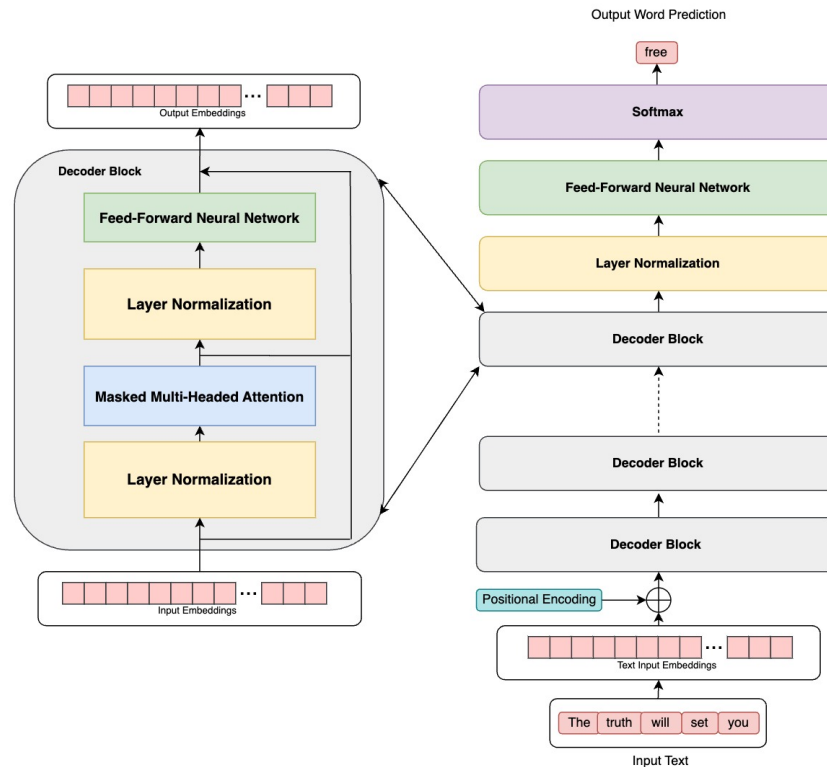 Output Embeddings
Decoder Block
Feed-Forward Neural Network
Layer Normalization
Masked Multi-Headed Attention
Layer Normalization
Input Embeddings
Output Word Prediction
free
Softmax
Feed-Forward Neural Network
Layer Normalization
Decoder Block
Decoder Block
Decoder Block
Positional Encoding
Text Input Embeddings
The truth will set you
Input Text